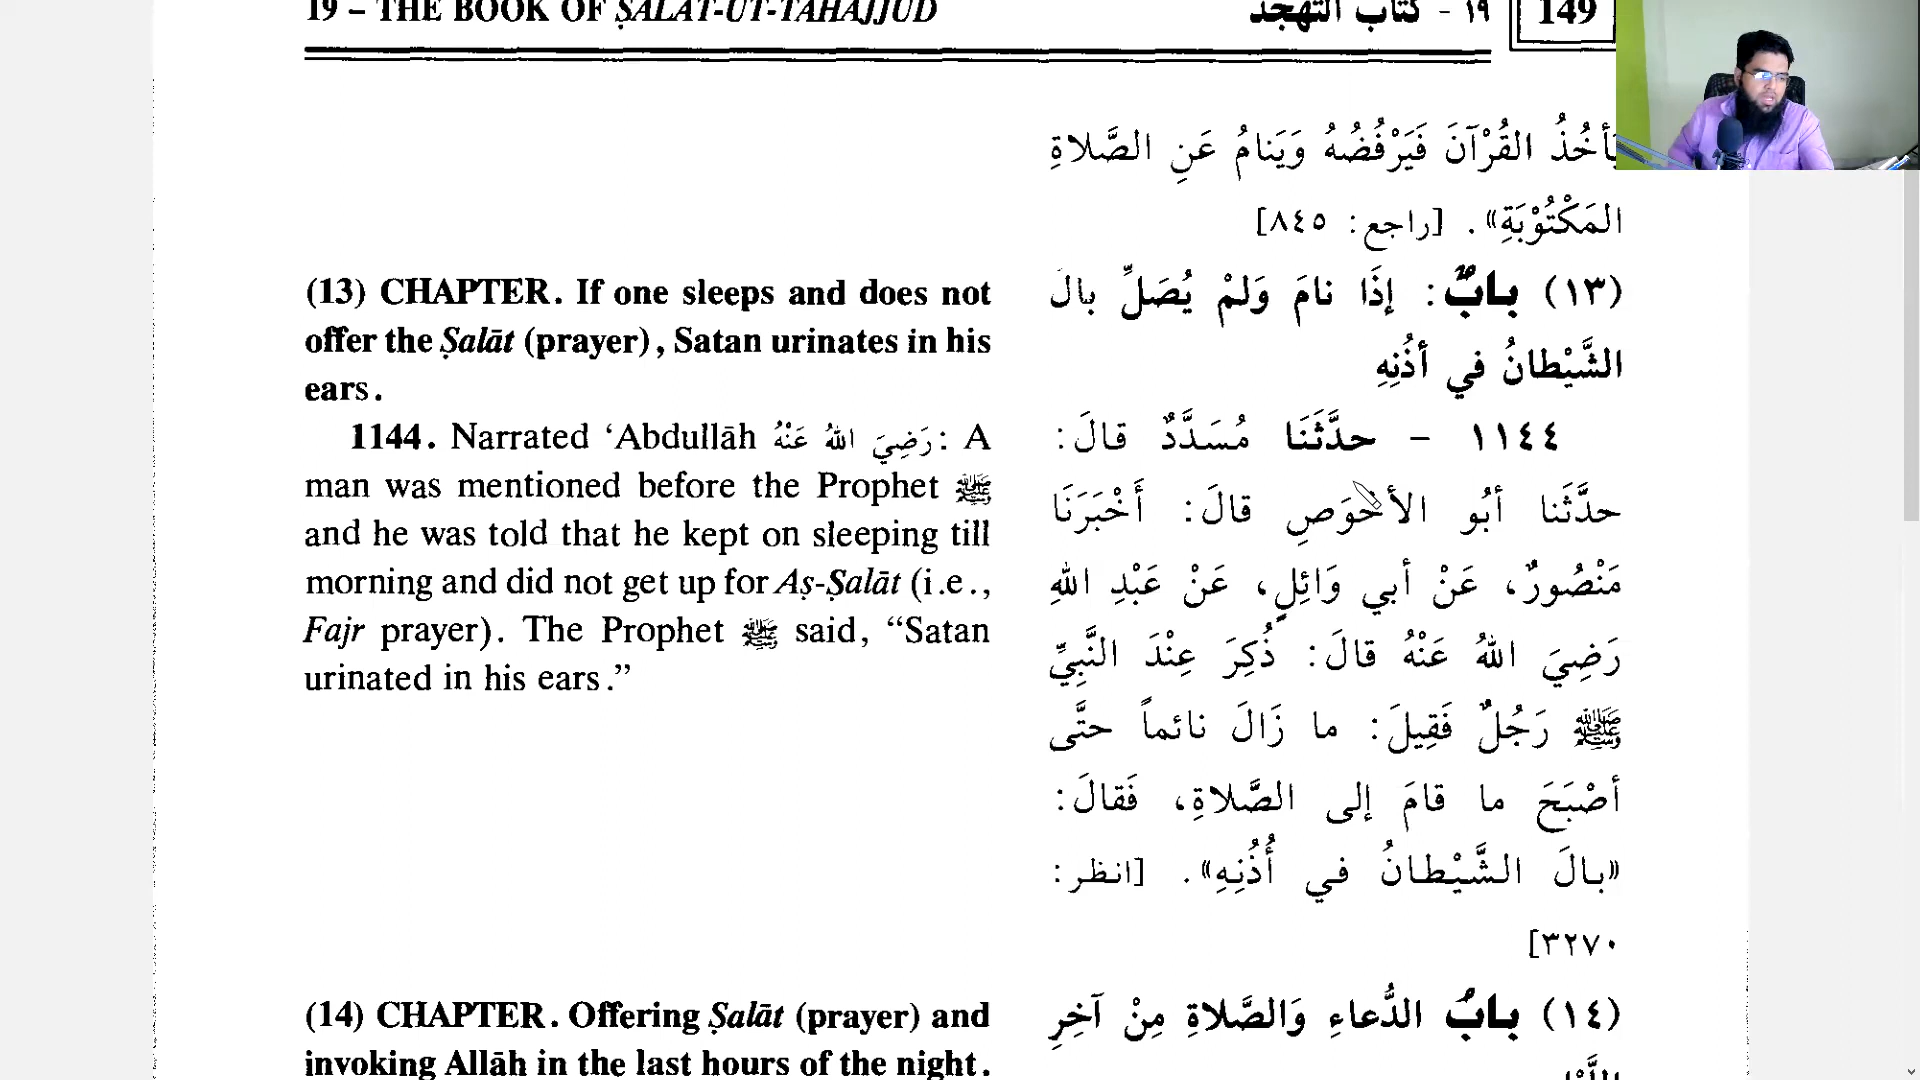 19 – THE BOOK OF ṢALĀT-UT-TAHAJJUD
١٩ - كتاب التهجد
149
يَأخُذُ القُرْآنَ فَيَرْفُضُهُ وَيَنامُ عَنِ الصَّلاةِ
المَكْتُوْبَةِ». [راجع: ٨٤٥]
(13) CHAPTER. If one sleeps and does not
offer the Ṣalāt (prayer), Satan urinates in his
ears.
(١٣) بابٌ: إذَا نامَ وَلمْ يُصَلِّ بالَ
الشَّيْطانُ في أذُنِهِ
1144. Narrated ‘Abdullāh رَضِيَ اللهُ عَنْهُ: A
man was mentioned before the Prophet ﷺ
and he was told that he kept on sleeping till
morning and did not get up for Aṣ-Ṣalāt (i.e.,
Fajr prayer). The Prophet ﷺ said, “Satan
urinated in his ears.”
١١٤٤ – حدَّثَنَا مُسَدَّدٌ قالَ:
حدَّثَنا أبُو الأحْوَصِ قالَ: أَخْبَرَنَا
مَنْصُورٌ، عَنْ أبي وَائِلٍ، عَنْ عَبْدِ اللهِ
رَضِيَ اللهُ عَنْهُ قالَ: ذُكِرَ عِنْدَ النَّبِيِّ
ﷺ رَجُلٌ فَقِيلَ: ما زَالَ نائماً حتَّى
أصْبَحَ ما قامَ إلى الصَّلاةِ، فَقالَ:
«بالَ الشَّيْطانُ في أُذُنِهِ». [انظر:
٣٢٧٠]
(14) CHAPTER. Offering Ṣalāt (prayer) and
invoking Allāh in the last hours of the night.
(١٤) بابُ الدُّعاءِ وَالصَّلاةِ مِنْ آخِرِ